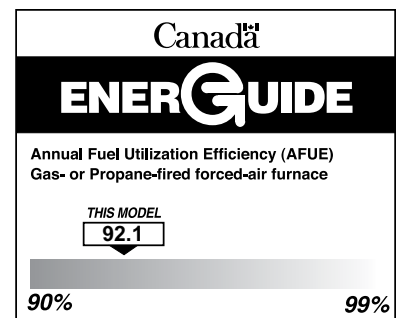 Canada
ENERGUIDE
Annual Fuel Utilization Efficiency (AFUE)
Gas- or Propane-fired forced-air furnace
THIS MODEL
92.1
90% 99%